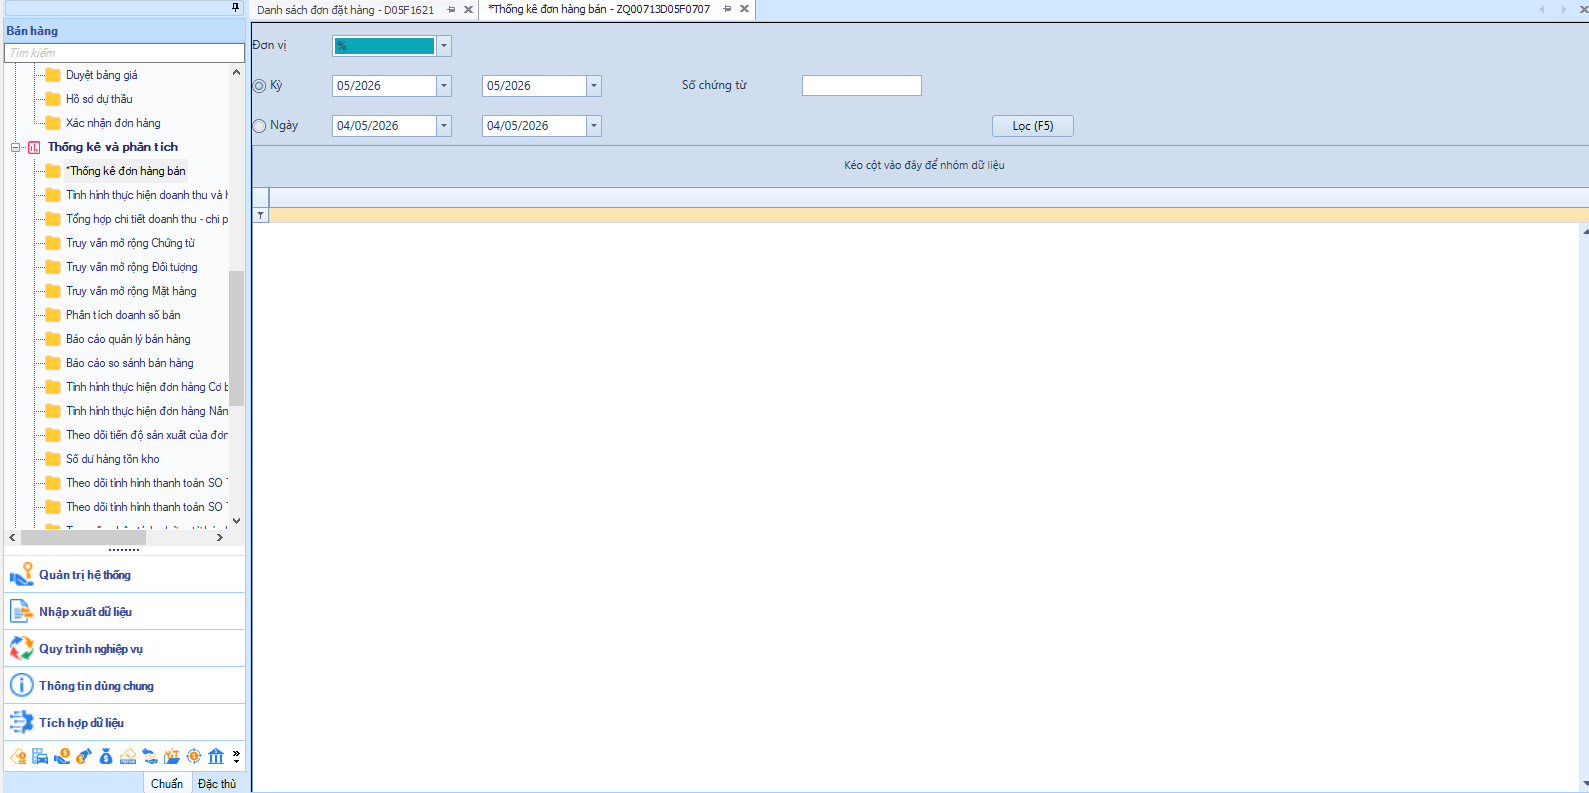 Danh sách đơn đặt hàng - D05F1621
*Thống kê đơn hàng bán - ZQ00713D05F0707
Bán hàng
Tìm kiếm
Duyệt bảng giá
Hồ sơ dự thầu
Xác nhận đơn hàng
Thống kê và phân tích
*Thống kê đơn hàng bán
Tình hình thực hiện doanh thu và h
Tổng hợp chi tiết doanh thu - chi p
Truy vấn mở rộng Chứng từ
Truy vấn mở rộng Đối tượng
Truy vấn mở rộng Mặt hàng
Phân tích doanh số bán
Báo cáo quản lý bán hàng
Báo cáo so sánh bán hàng
Tình hình thực hiện đơn hàng Cơ b
Tình hình thực hiện đơn hàng Nân
Theo dõi tiến độ sản xuất của đơn
Số dư hàng tồn kho
Theo dõi tình hình thanh toán SO T
Theo dõi tình hình thanh toán SO T
Quản trị hệ thống
Nhập xuất dữ liệu
Quy trình nghiệp vụ
Thông tin dùng chung
Tích hợp dữ liệu
Chuẩn
Đặc thù
Đơn vị
%
Kỳ
05/2026
05/2026
Số chứng từ
Ngày
04/05/2026
04/05/2026
Lọc (F5)
Kéo cột vào đây để nhóm dữ liệu